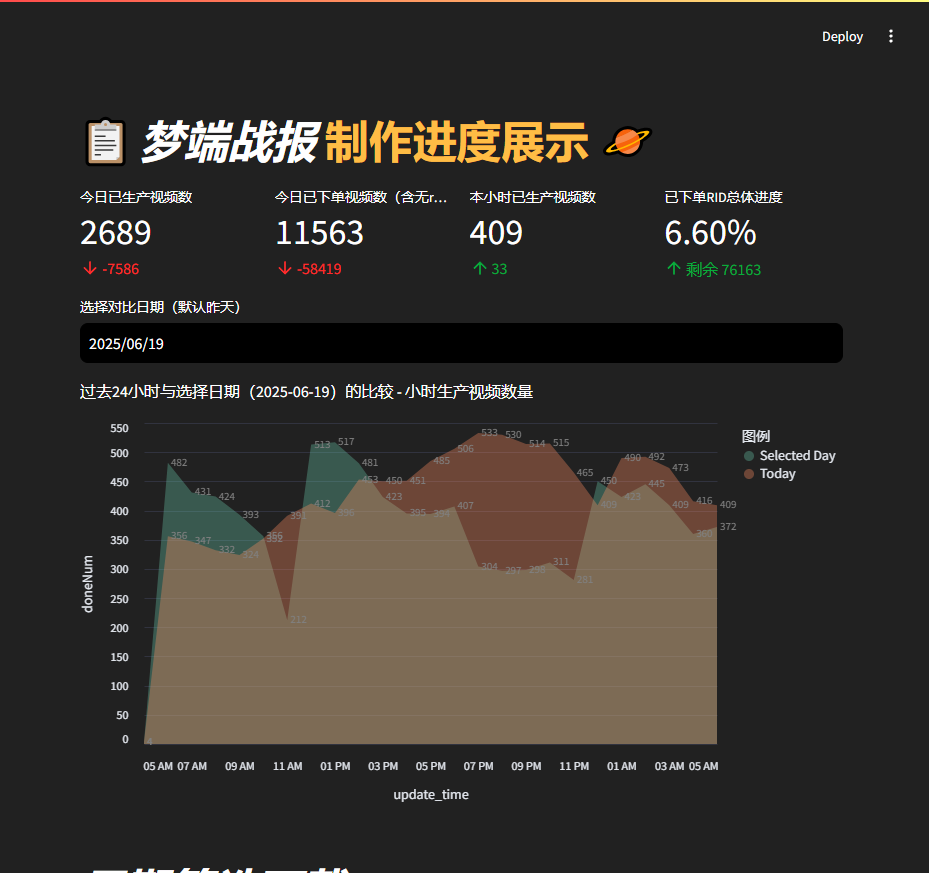 Deploy
梦端战报制作进度展示
今日已生产视频数
2689
-7586
今日已下单视频数（含无r...
11563
-58419
本小时已生产视频数
409
33
已下单RID总体进度
6.60%
剩余 76163
选择对比日期（默认昨天）
2025/06/19
过去24小时与选择日期（2025-06-19）的比较 - 小时生产视频数量
图例
Selected Day
Today
doneNum
550
500
450
400
350
300
250
200
150
100
50
0
482 431 424 393 212 513 517 481 423 395 394 407 304 297 298 311 281 450 423 445 409 360 372
4 356 347 332 324 393 412 396 453 450 451 485 506 533 530 514 515 465 409 490 492 473 416 409
05 AM 07 AM 09 AM 11 AM 01 PM 03 PM 05 PM 07 PM 09 PM 11 PM 01 AM 03 AM 05 AM
update_time